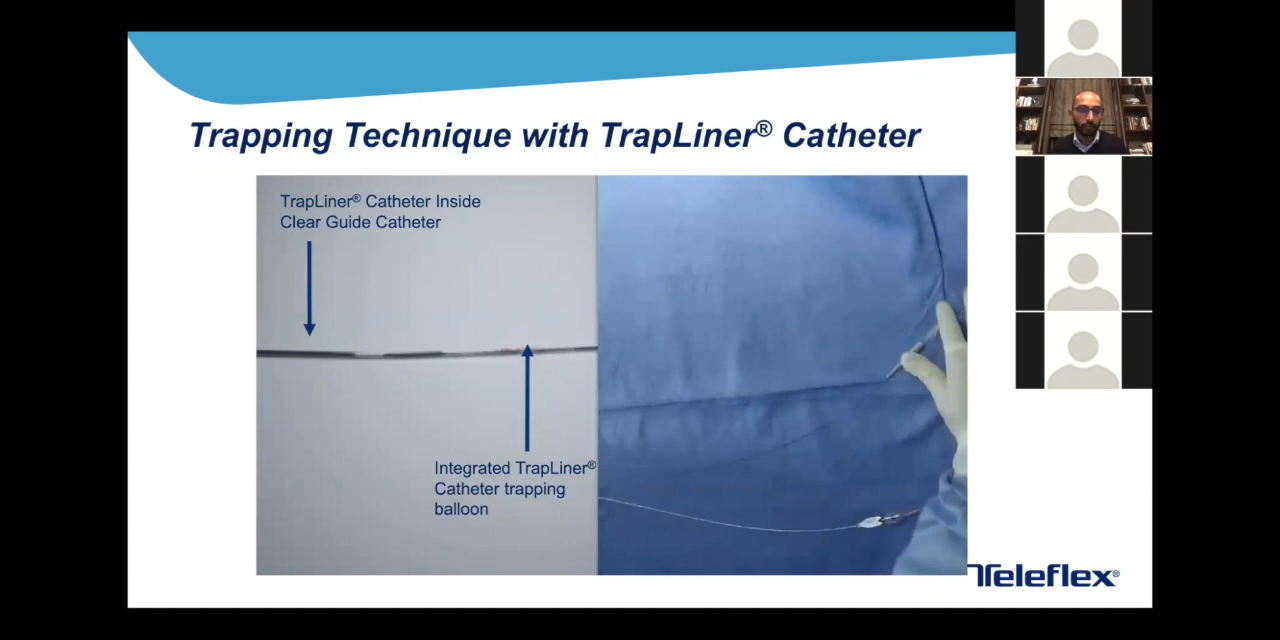 Trapping Technique with TrapLiner® Catheter
TrapLiner® Catheter Inside
Clear Guide Catheter
Integrated TrapLiner®
Catheter trapping
balloon
Teleflex®